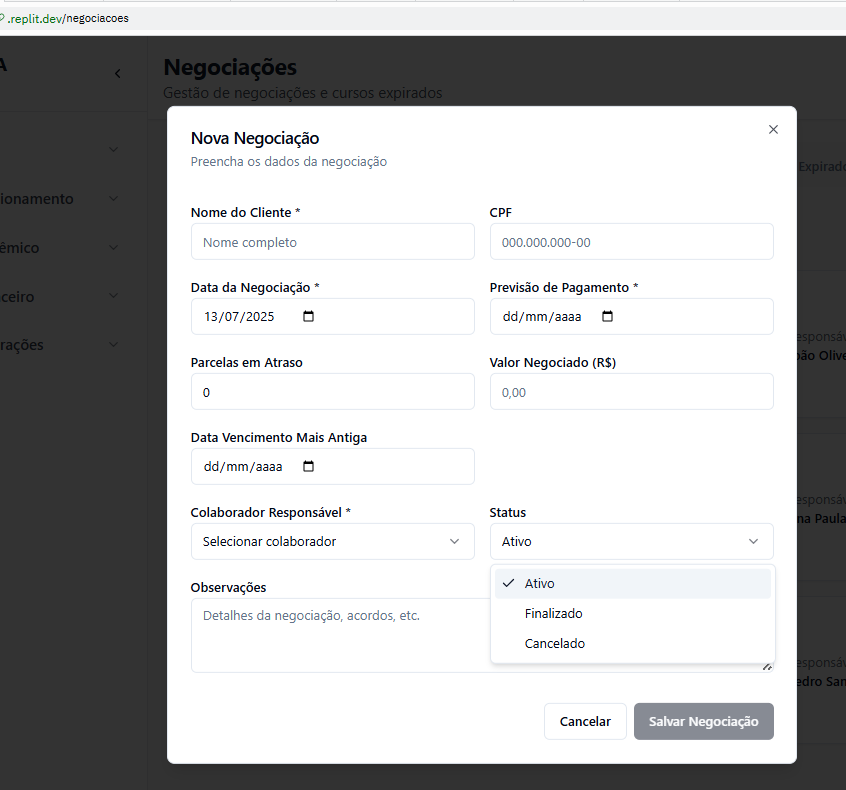 .replit.dev/negociacoes
A
Negociações
Gestão de negociações e cursos expirados
Nova Negociação
Preencha os dados da negociação
Nome do Cliente *
CPF
Nome completo
000.000.000-00
Data da Negociação *
Previsão de Pagamento *
13/07/2025
dd/mm/aaaa
Parcelas em Atraso
Valor Negociado (R$)
0
0,00
Data Vencimento Mais Antiga
dd/mm/aaaa
Colaborador Responsável *
Status
Selecionar colaborador
Ativo
Ativo
Finalizado
Cancelado
Observações
Detalhes da negociação, acordos, etc.
Cancelar
Salvar Negociação
ionamento
êmico
ceiro
rações
Expirado
esponsáv
oão Olive
esponsáv
na Paula
esponsáv
edro San